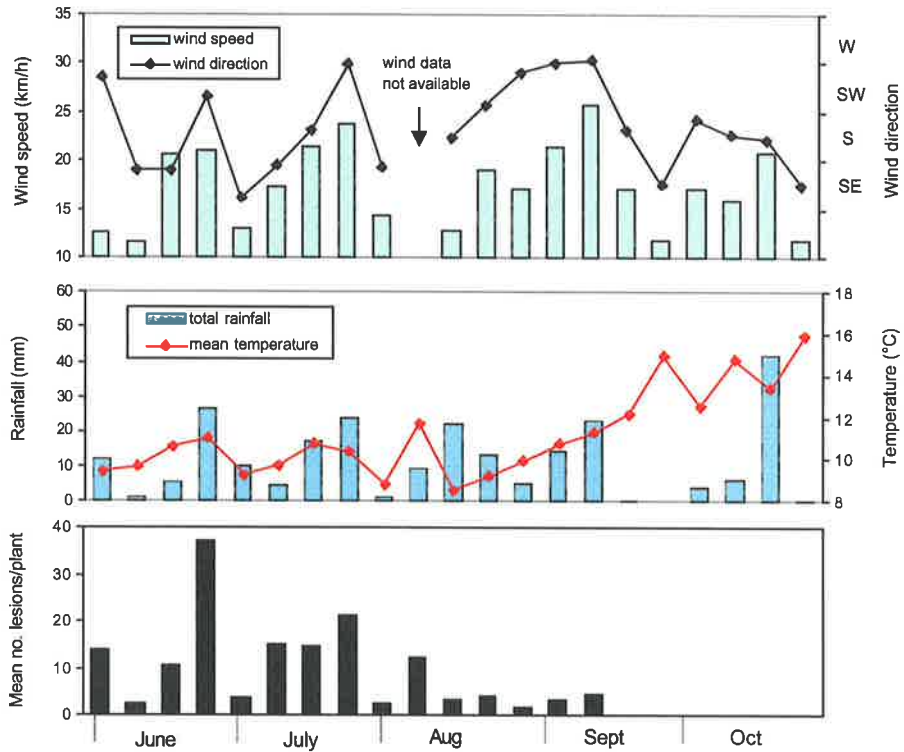 Wind speed (km/h)
35
30
25
20
15
10
wind speed
wind direction
wind data
not available
W
SW
S
SE
Wind direction
Rainfall (mm)
60
50
40
30
20
10
0
total rainfall
mean temperature
18
16
14
12
10
8
Temperature (°C)
Mean no. lesions/plant
40
30
20
10
0
June
July
Aug
Sept
Oct